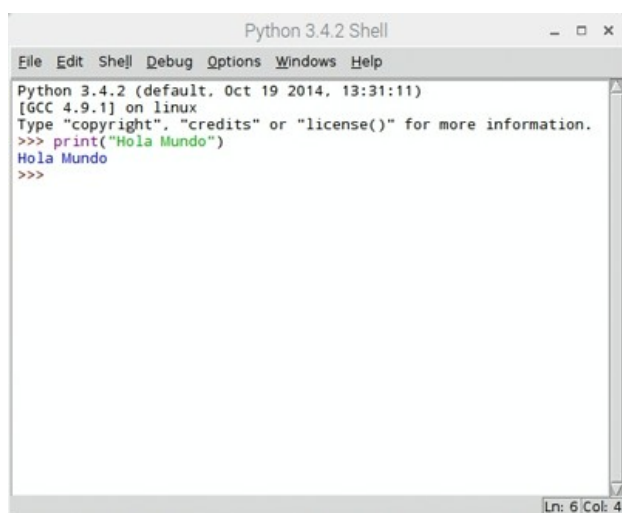 Python 3.4.2 Shell
File Edit Shell Debug Options Windows Help
Python 3.4.2 (default, Oct 19 2014, 13:31:11)
[GCC 4.9.1] on linux
Type "copyright", "credits" or "license()" for more information.
>>> print("Hola Mundo")
Hola Mundo
>>>
Ln: 6 Col: 4